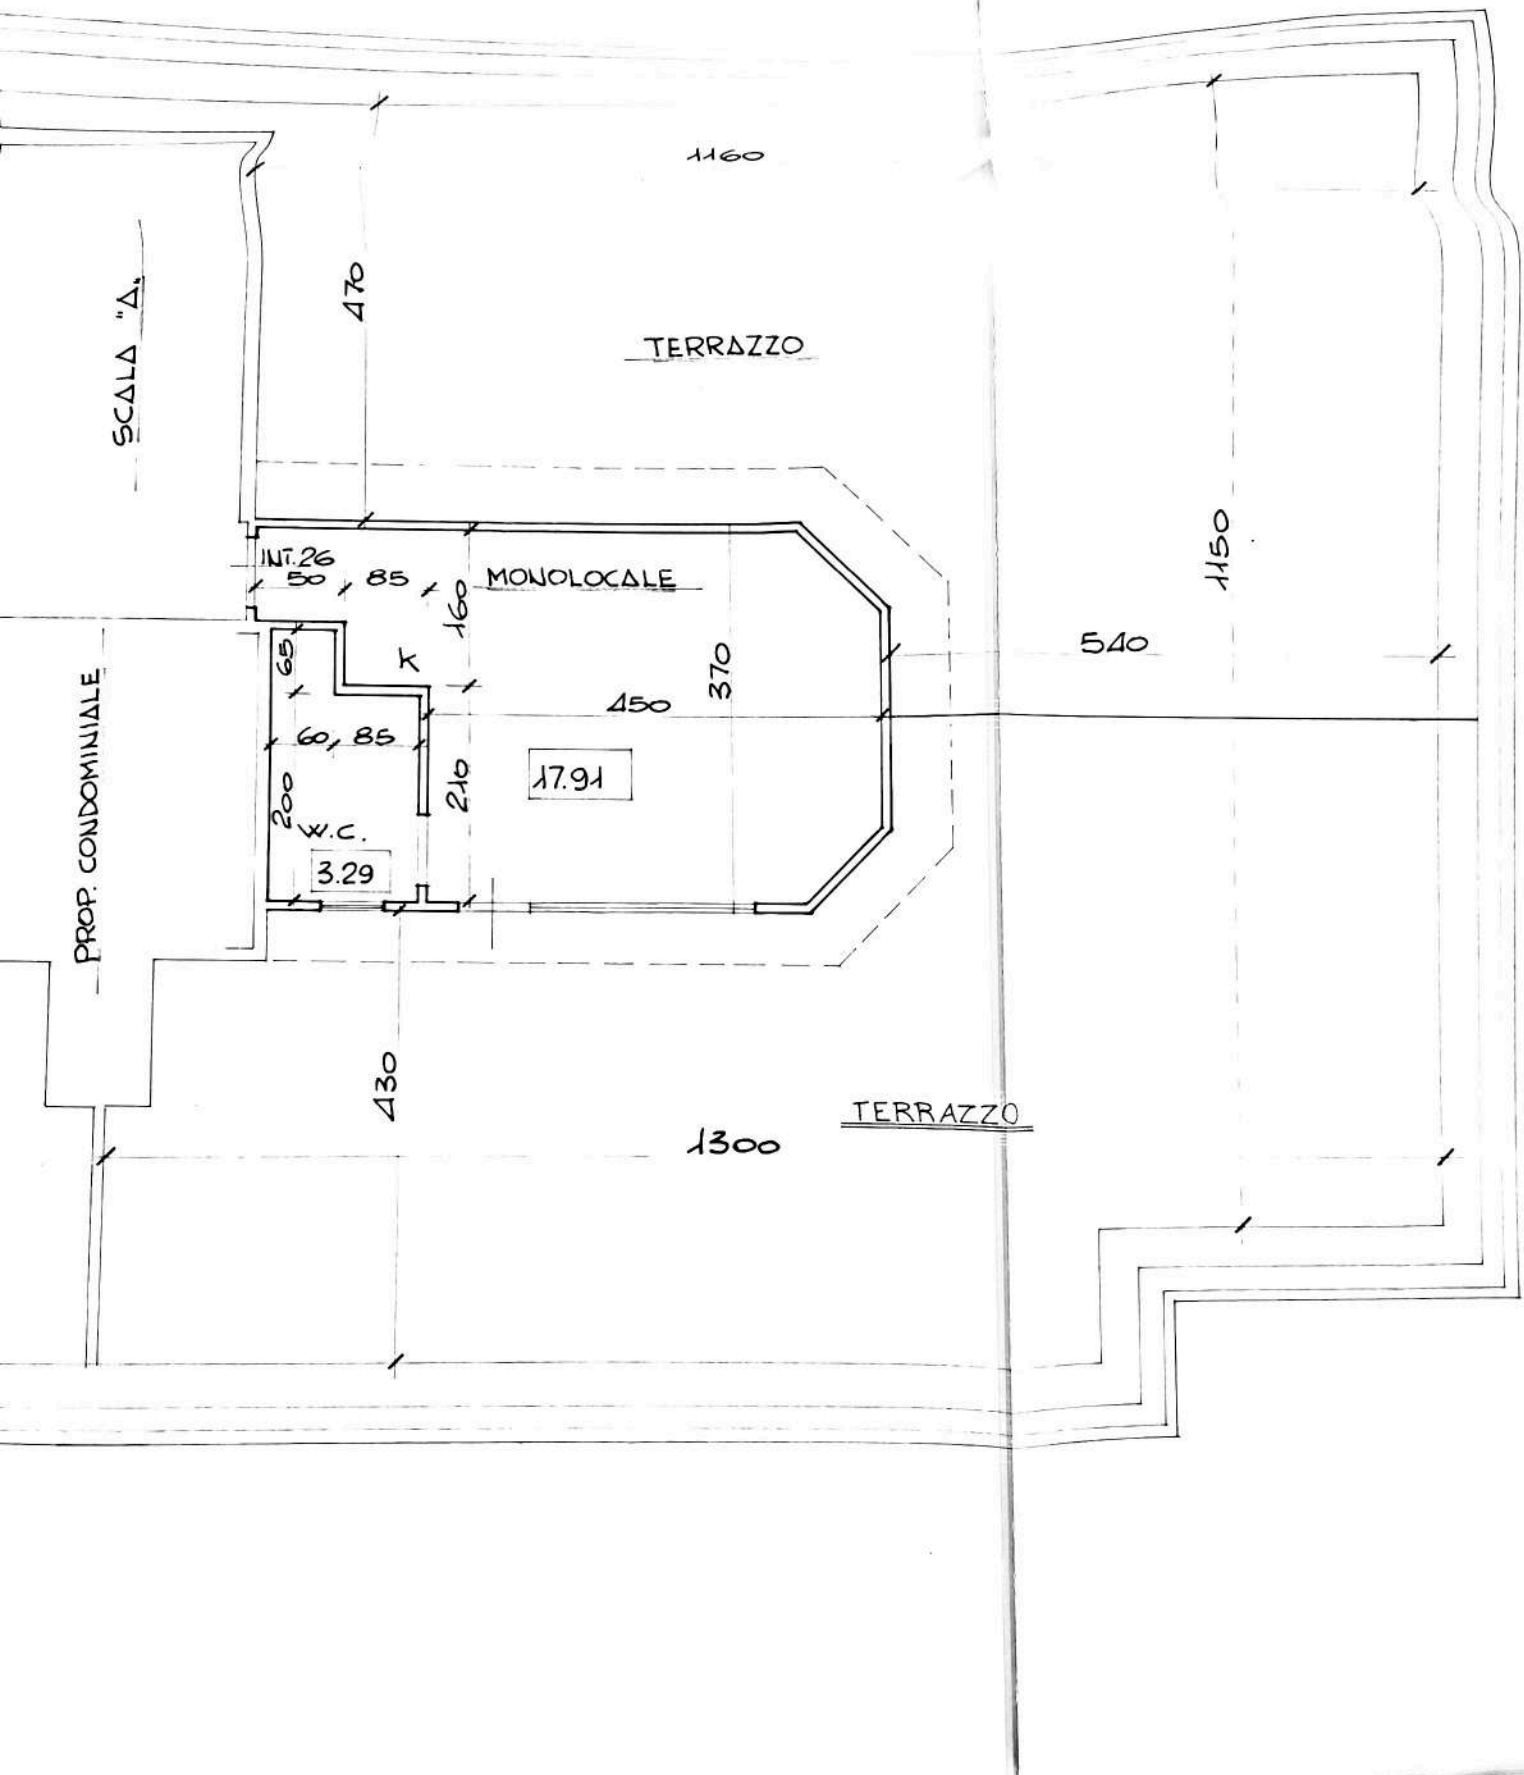 1160
470
SCALA "A"
TERRAZZO
1150
INT. 26
50
85
MONOLOCALE
160
K
65
370
540
450
60
85
17.91
210
200
W.C.
3.29
PROP. CONDOMINIALE
430
TERRAZZO
1300